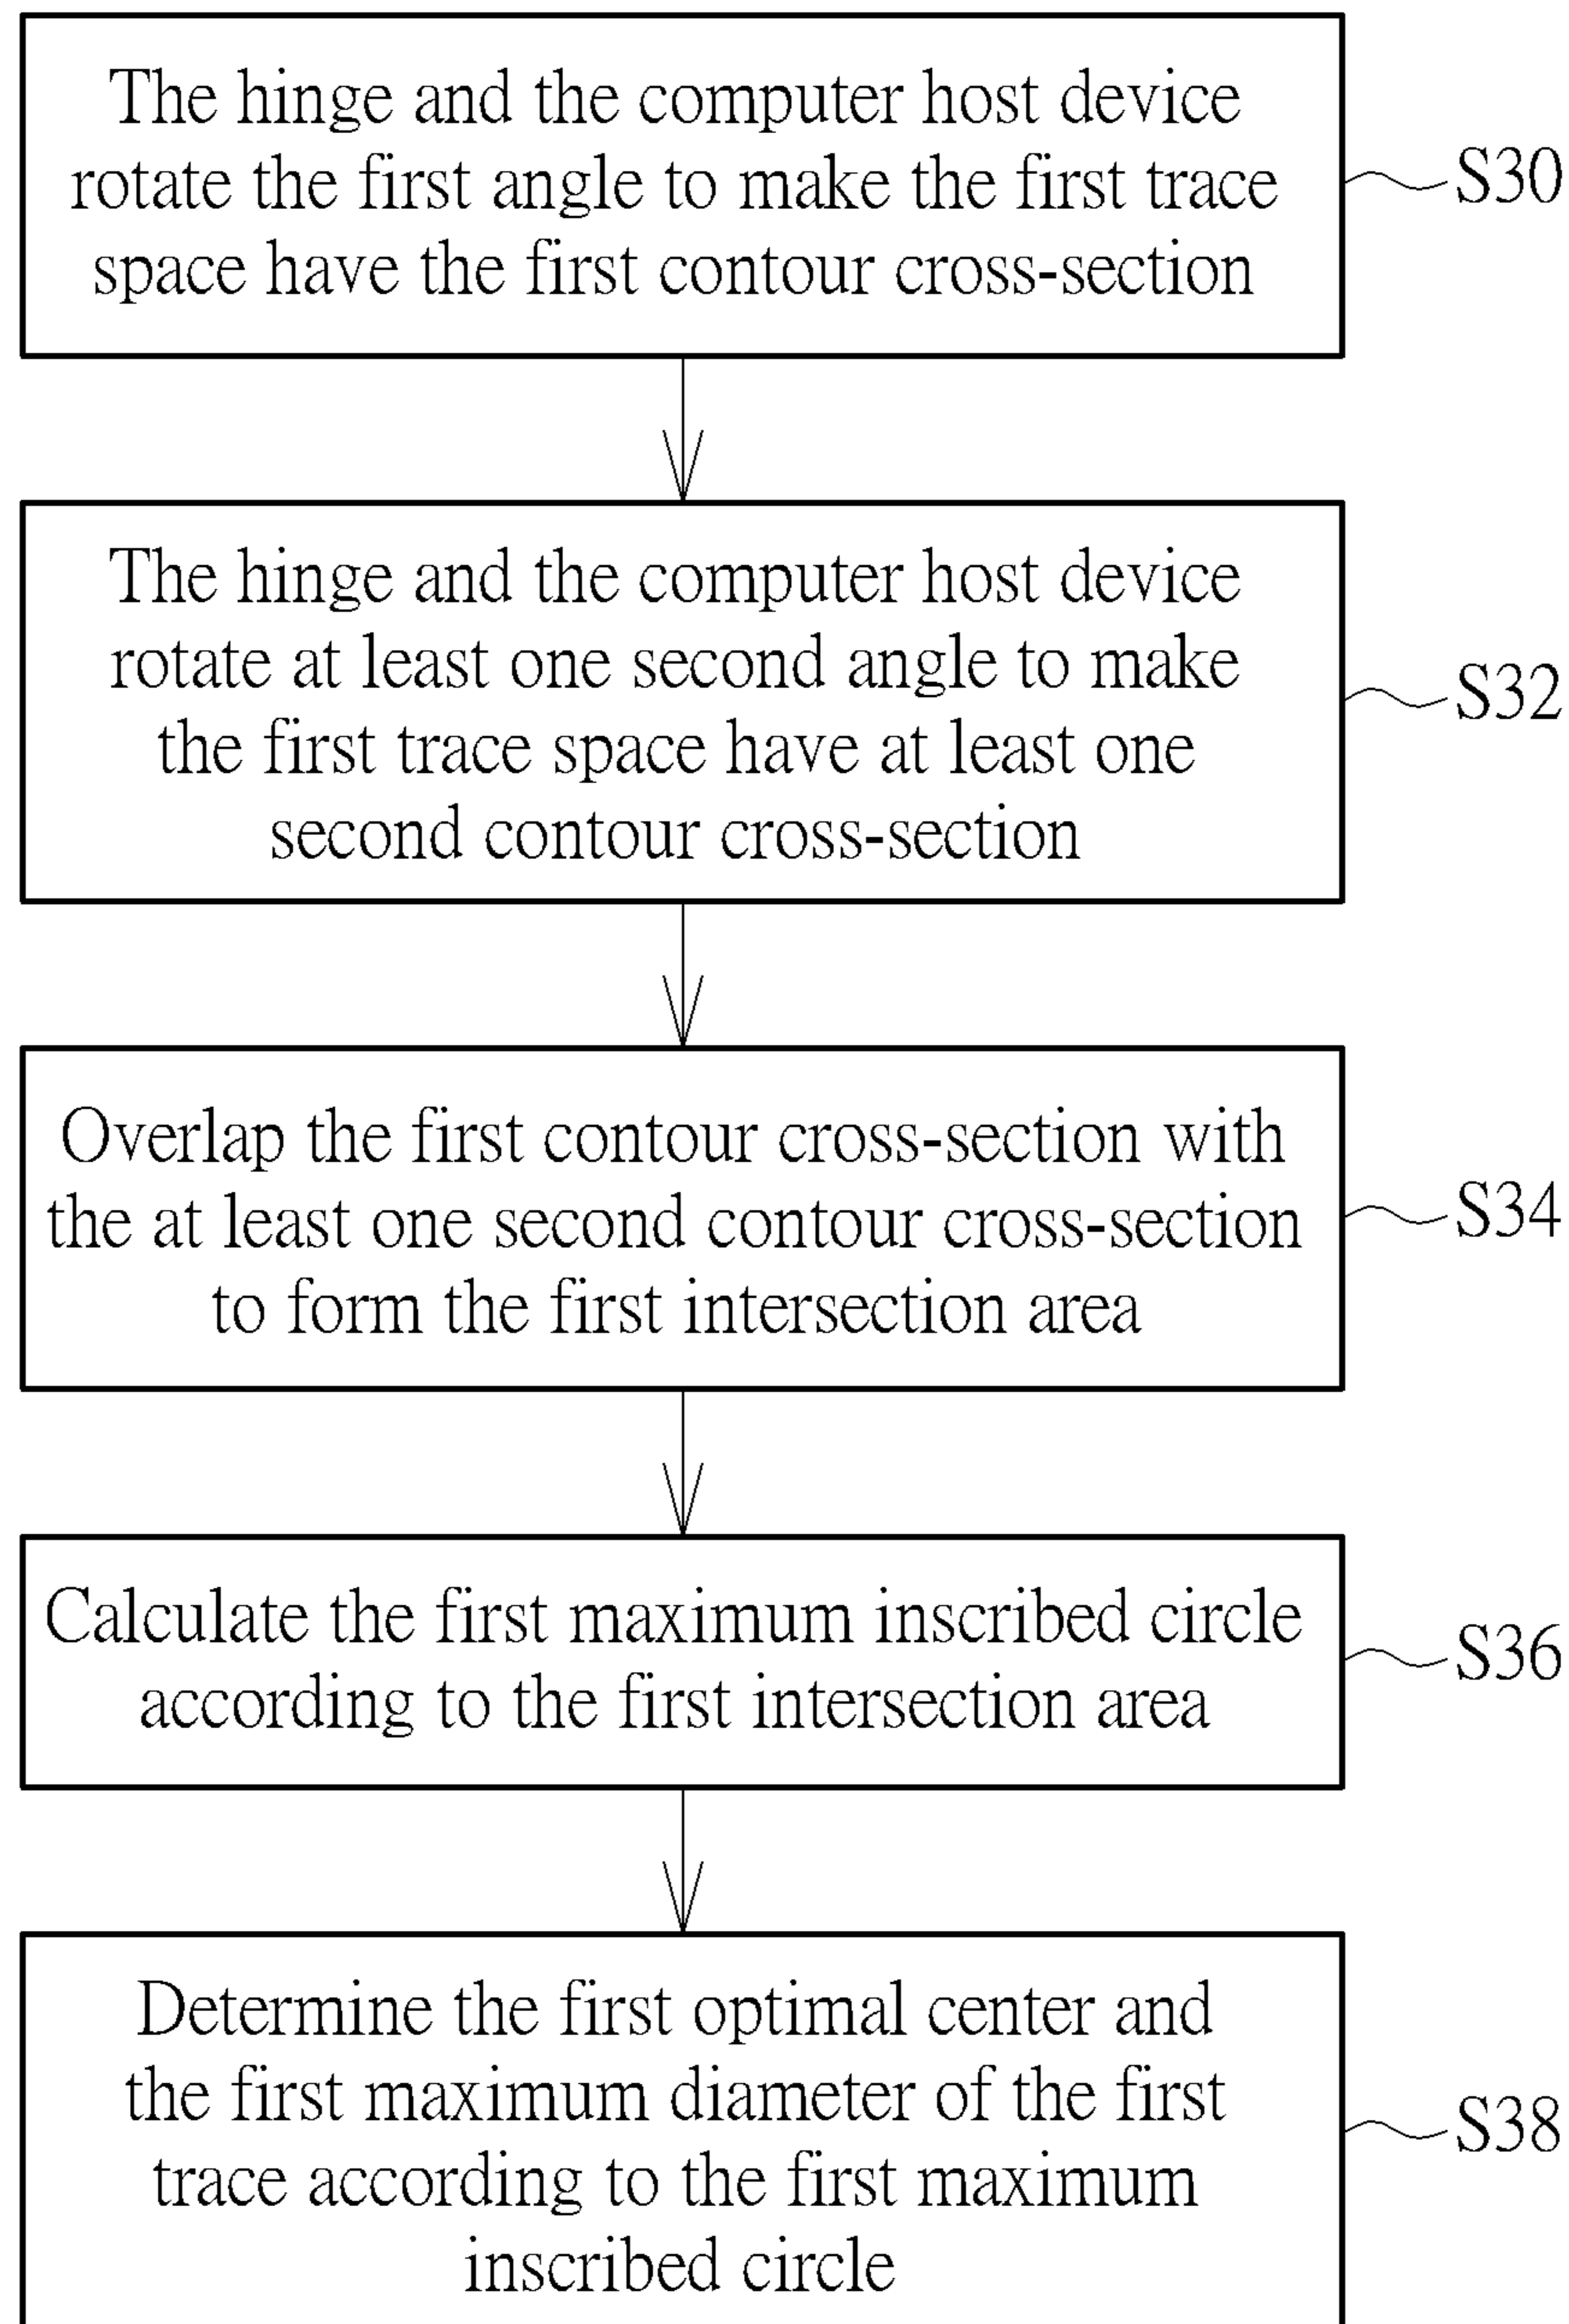 The hinge and the computer host device
rotate the first angle to make the first trace
space have the first contour cross-section
S30
The hinge and the computer host device
rotate at least one second angle to make
the first trace space have at least one
second contour cross-section
S32
Overlap the first contour cross-section with
the at least one second contour cross-section
to form the first intersection area
S34
Calculate the first maximum inscribed circle
according to the first intersection area
S36
Determine the first optimal center and
the first maximum diameter of the first
trace according to the first maximum
inscribed circle
S38